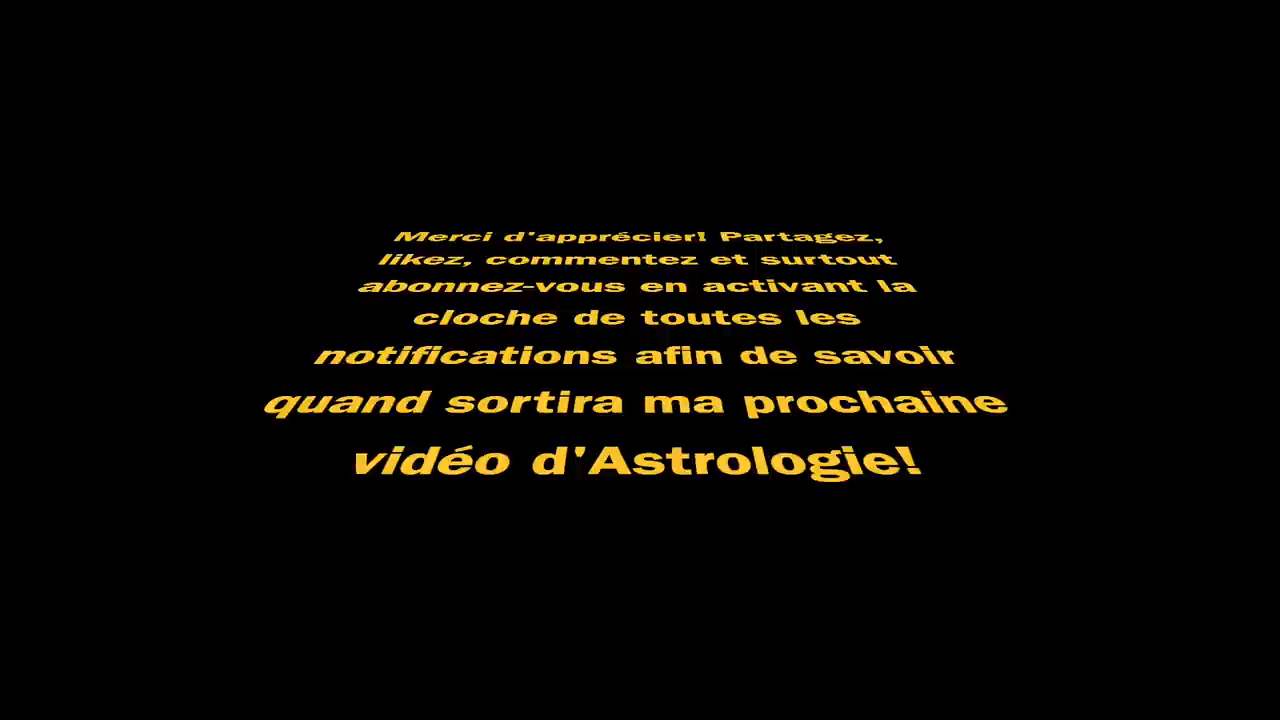 Merci d'apprécier! Partagez,
likez, commentez et surtout
abonnez-vous en activant la
cloche de toutes les
notifications afin de savoir
quand sortira ma prochaine
vidéo d'Astrologie!